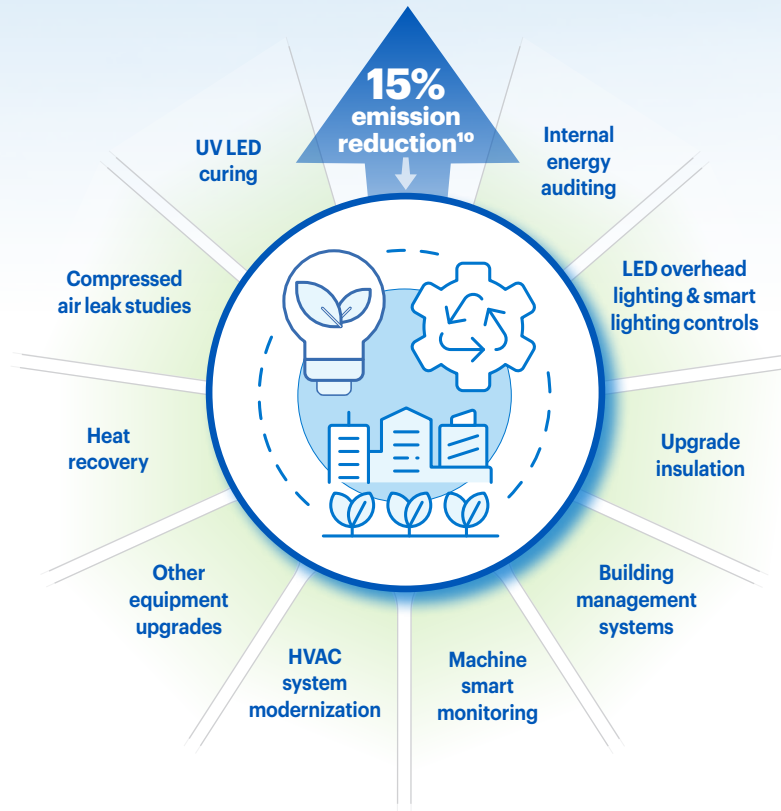 15%
emission
reduction¹⁰
Internal
energy
auditing
LED overhead
lighting & smart
lighting controls
Upgrade
insulation
Building
management
systems
Machine
smart
monitoring
HVAC
system
modernization
Other
equipment
upgrades
Heat
recovery
Compressed
air leak studies
UV LED
curing